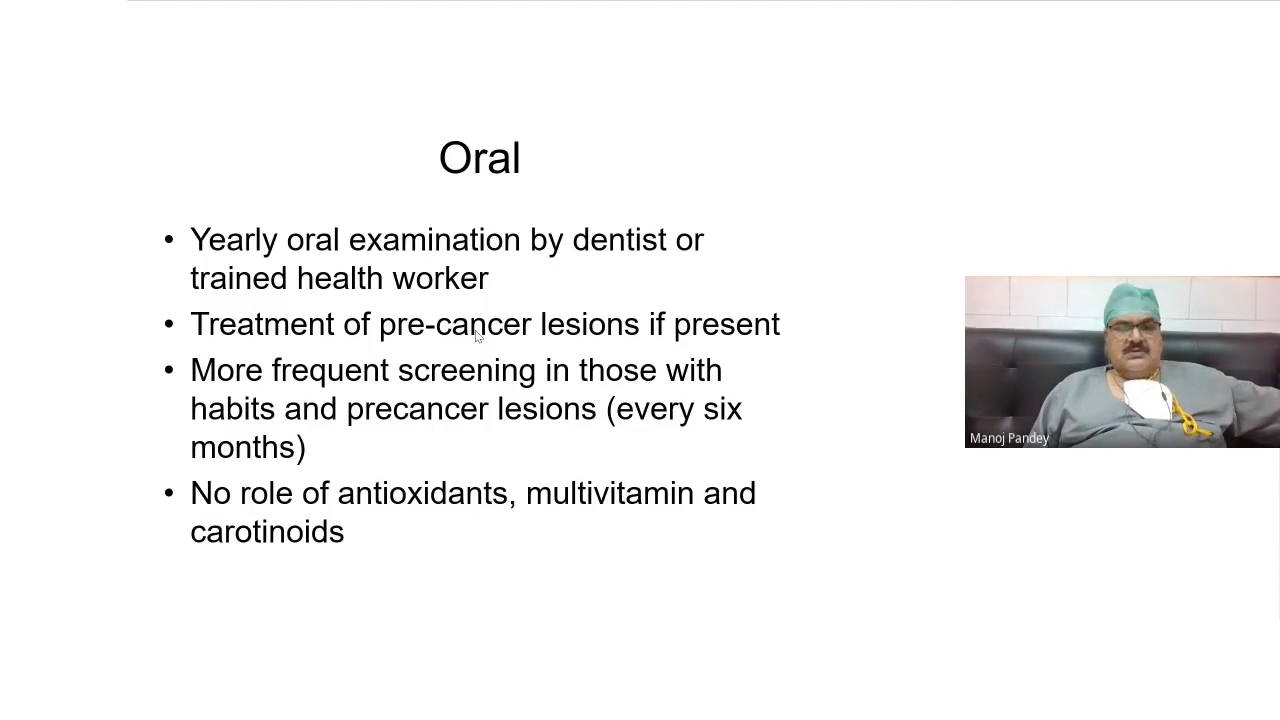 Oral
• Yearly oral examination by dentist or
trained health worker
• Treatment of pre-cancer lesions if present
• More frequent screening in those with
habits and precancer lesions (every six
months)
• No role of antioxidants, multivitamin and
carotinoids
Manoj Pandey